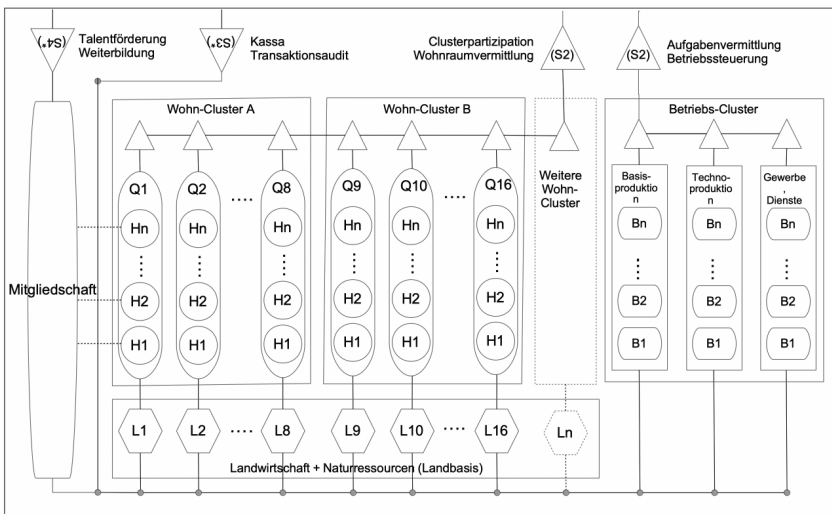 (S4*)
Talentförderung
Weiterbildung
(S3*)
Kassa
Transaktionsaudit
Clusterpartizipation
Wohnraumvermittlung
(S2)
(S2)
Aufgabenvermittlung
Betriebssteuerung
Wohn-Cluster A
Wohn-Cluster B
Betriebs-Cluster
Q1
Q2
....
Q8
Q9
Q10
....
Q16
Weitere
Wohn-
Cluster
Basis-
produktio
n
Techno-
produktio
n
Gewerbe
,
Dienste
Hn
Hn
Hn
Hn
Hn
Hn
Bn
Bn
Bn
Mitgliedschaft
H2
H2
H2
H2
H2
H2
B2
B2
B2
H1
H1
H1
H1
H1
H1
B1
B1
B1
L1
L2
....
L8
L9
L10
....
L16
Ln
Landwirtschaft + Naturressourcen (Landbasis)